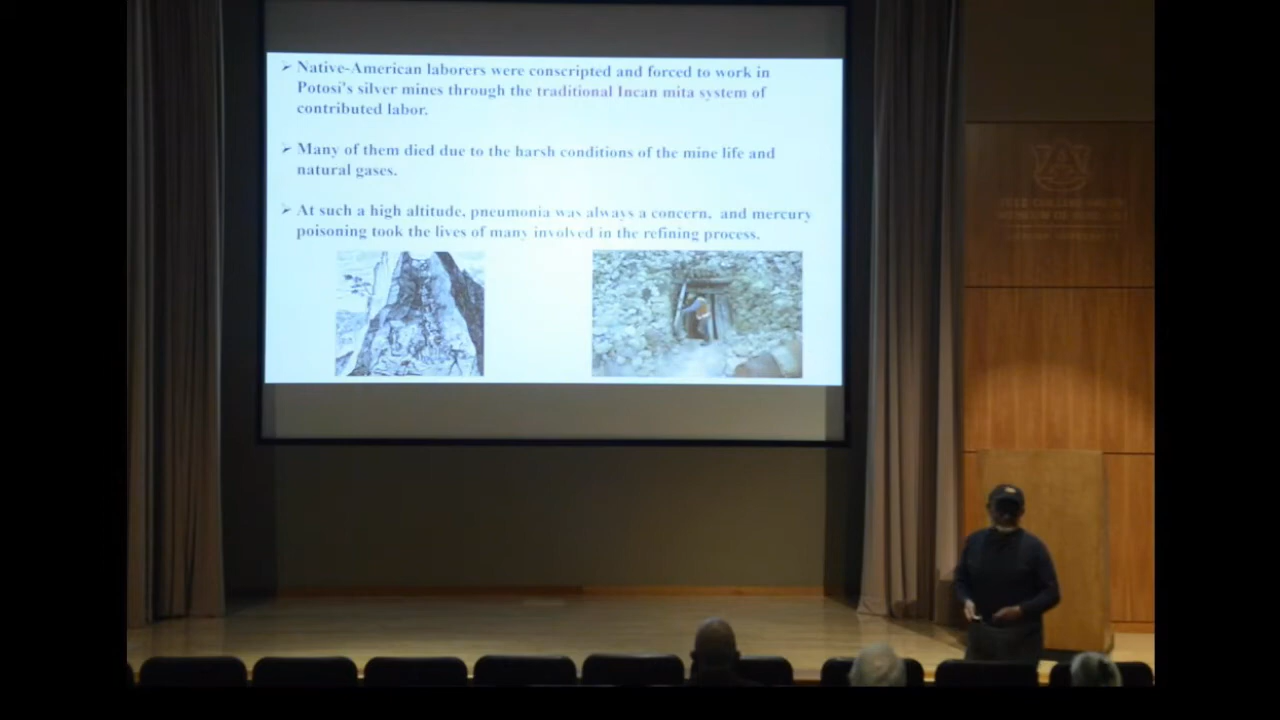 ➢ Native-American laborers were conscripted and forced to work in
Potosi's silver mines through the traditional Incan mita system of
contributed labor.
➢ Many of them died due to the harsh conditions of the mine life and
natural gases.
➢ At such a high altitude, pneumonia was always a concern, and mercury
poisoning took the lives of many involved in the refining process.